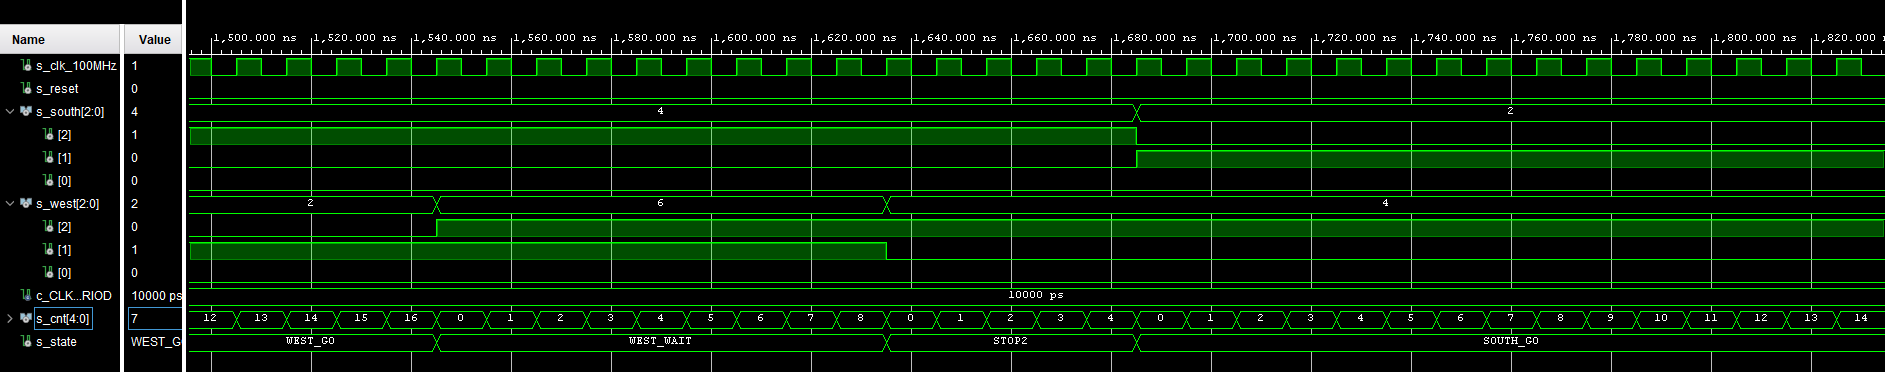 Name Value
1,500.000 ns 1,520.000 ns 1,540.000 ns 1,560.000 ns 1,580.000 ns 1,600.000 ns 1,620.000 ns 1,640.000 ns 1,660.000 ns 1,680.000 ns 1,700.000 ns 1,720.000 ns 1,740.000 ns 1,760.000 ns 1,780.000 ns 1,800.000 ns 1,820.000
s_clk_100MHz 1
s_reset 0
s_south[2:0] 4 4 2
[2] 1
[1] 0
[0] 0
s_west[2:0] 2 2 6 4
[2] 0
[1] 1
[0] 0
c_CLK...RIOD 10000 ps 10000 ps
s_cnt[4:0] 7 12 13 14 15 16 0 1 2 3 4 5 6 7 8 0 1 2 3 4 0 1 2 3 4 5 6 7 8 9 10 11 12 13 14
s_state WEST_G WEST_GO WEST_WAIT STOP2 SOUTH_GO